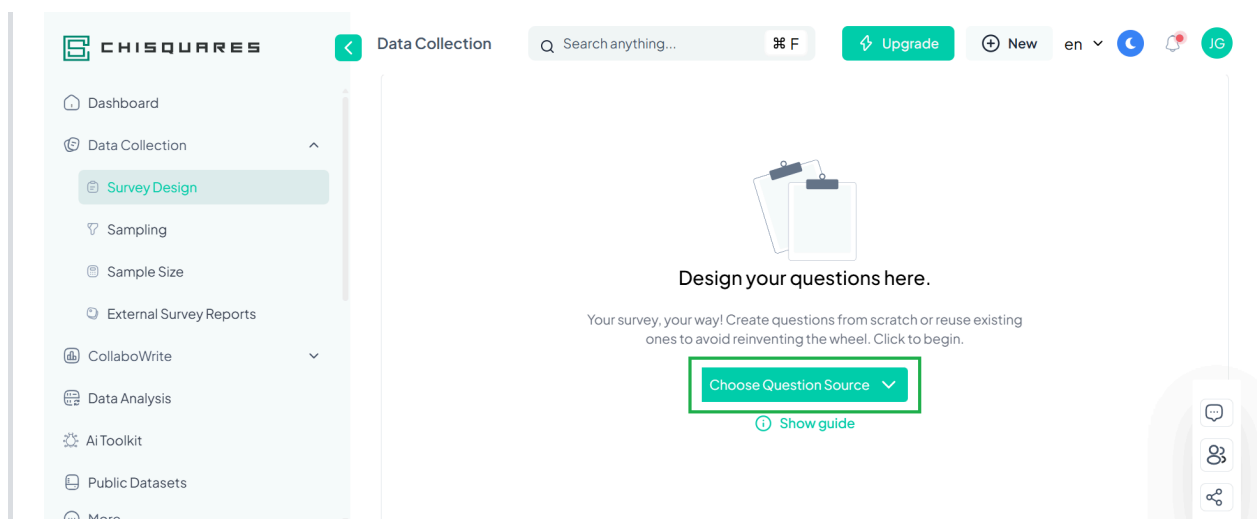 CHISQUARES
Data Collection
Search anything...
⌘ F
Upgrade
New
en
JG
Dashboard
Data Collection
Survey Design
Sampling
Sample Size
External Survey Reports
CollaboWrite
Data Analysis
Ai Toolkit
Public Datasets
More
Design your questions here.
Your survey, your way! Create questions from scratch or reuse existing
ones to avoid reinventing the wheel. Click to begin.
Choose Question Source
Show guide